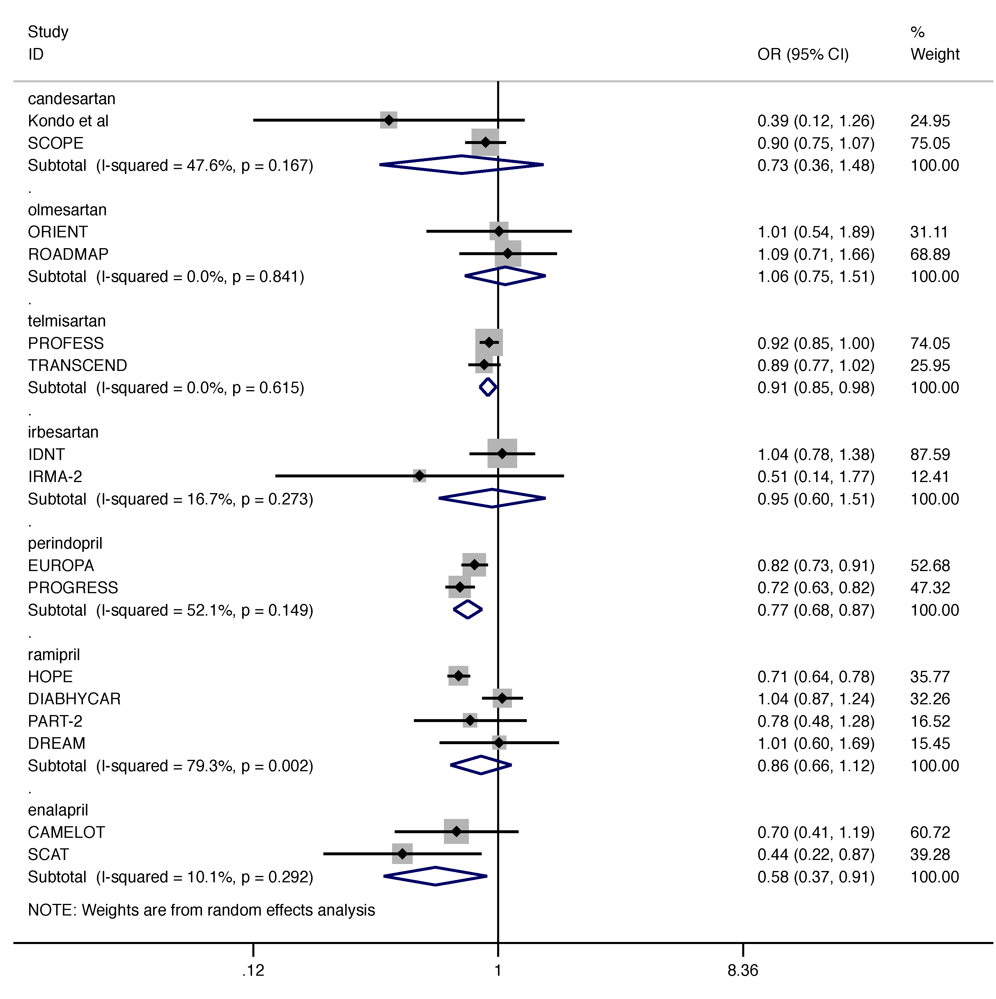 Study %
ID OR (95% CI) Weight
candesartan
Kondo et al 0.39 (0.12, 1.26) 24.95
SCOPE 0.90 (0.75, 1.07) 75.05
Subtotal (I-squared = 47.6%, p = 0.167) 0.73 (0.36, 1.48) 100.00
.
olmesartan
ORIENT 1.01 (0.54, 1.89) 31.11
ROADMAP 1.09 (0.71, 1.66) 68.89
Subtotal (I-squared = 0.0%, p = 0.841) 1.06 (0.75, 1.51) 100.00
.
telmisartan
PROFESS 0.92 (0.85, 1.00) 74.05
TRANSCEND 0.89 (0.77, 1.02) 25.95
Subtotal (I-squared = 0.0%, p = 0.615) 0.91 (0.85, 0.98) 100.00
.
irbesartan
IDNT 1.04 (0.78, 1.38) 87.59
IRMA-2 0.51 (0.14, 1.77) 12.41
Subtotal (I-squared = 16.7%, p = 0.273) 0.95 (0.60, 1.51) 100.00
.
perindopril
EUROPA 0.82 (0.73, 0.91) 52.68
PROGRESS 0.72 (0.63, 0.82) 47.32
Subtotal (I-squared = 52.1%, p = 0.149) 0.77 (0.68, 0.87) 100.00
.
ramipril
HOPE 0.71 (0.64, 0.78) 35.77
DIABHYCAR 1.04 (0.87, 1.24) 32.26
PART-2 0.78 (0.48, 1.28) 16.52
DREAM 1.01 (0.60, 1.69) 15.45
Subtotal (I-squared = 79.3%, p = 0.002) 0.86 (0.66, 1.12) 100.00
.
enalapril
CAMELOT 0.70 (0.41, 1.19) 60.72
SCAT 0.44 (0.22, 0.87) 39.28
Subtotal (I-squared = 10.1%, p = 0.292) 0.58 (0.37, 0.91) 100.00
NOTE: Weights are from random effects analysis
.12 1 8.36